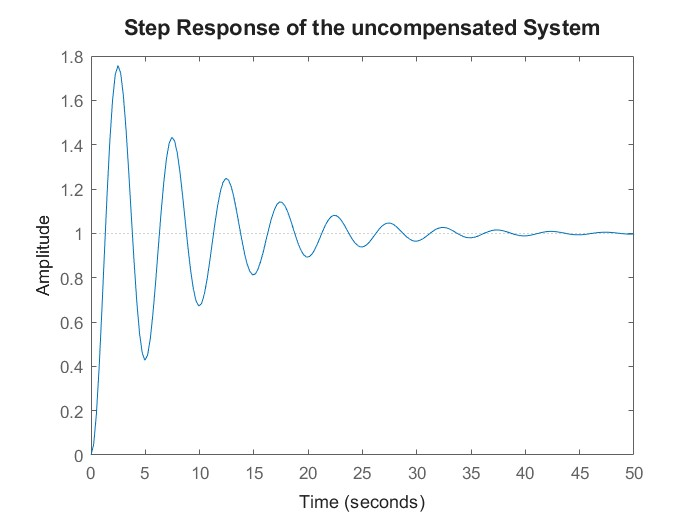 Step Response of the uncompensated System
1.8
1.6
1.4
1.2
1
0.8
0.6
0.4
0.2
0
Amplitude
0 5 10 15 20 25 30 35 40 45 50
Time (seconds)